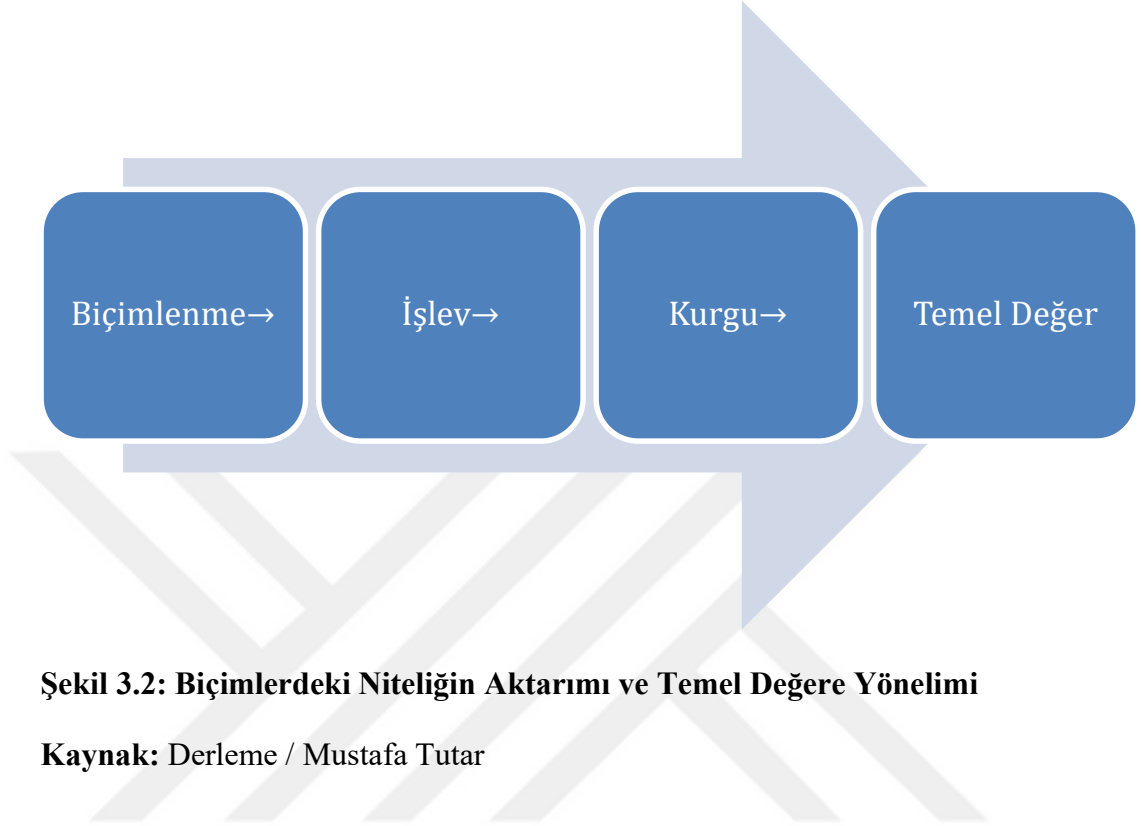 Biçimlenme→
İşlev→
Kurgu→
Temel Değer
Şekil 3.2: Biçimlerdeki Niteliğin Aktarımı ve Temel Değere Yönelimi
Kaynak: Derleme / Mustafa Tutar